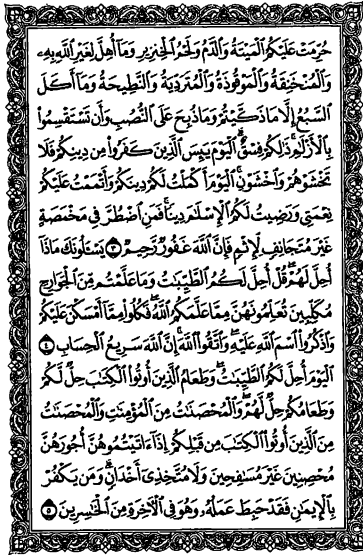 حُرِّمَتْ عَلَيْكُمُ الْمَيْتَةُ وَالدَّمُ وَلَحْمُ الْخِنزِيرِ وَمَا أُهِلَّ لِغَيْرِ اللَّهِ بِهِ
وَالْمُنْخَنِقَةُ وَالْمَوْقُوذَةُ وَالْمُتَرَدِّيَةُ وَالنَّطِيحَةُ وَمَا أَكَلَ
السَّبُعُ إِلَّا مَا ذَكَّيْتُمْ وَمَا ذُبِحَ عَلَى النُّصُبِ وَأَن تَسْتَقْسِمُوا
بِالْأَزْلَامِ ذَٰلِكُمْ فِسْقٌ الْيَوْمَ يَئِسَ الَّذِينَ كَفَرُوا مِن دِينِكُمْ فَلَا
تَخْشَوْهُمْ وَاخْشَوْنِ الْيَوْمَ أَكْمَلْتُ لَكُمْ دِينَكُمْ وَأَتْمَمْتُ عَلَيْكُمْ
نِعْمَتِي وَرَضِيتُ لَكُمُ الْإِسْلَامَ دِينًا فَمَنِ اضْطُرَّ فِي مَخْمَصَةٍ
غَيْرَ مُتَجَانِفٍ لِّإِثْمٍ فَإِنَّ اللَّهَ غَفُورٌ رَّحِيمٌ ٣ يَسْأَلُونَكَ مَاذَا
أُحِلَّ لَهُمْ قُلْ أُحِلَّ لَكُمُ الطَّيِّبَاتُ وَمَا عَلَّمْتُم مِّنَ الْجَوَارِحِ
مُكَلِّبِينَ تُعَلِّمُونَهُنَّ مِمَّا عَلَّمَكُمُ اللَّهُ فَكُلُوا مِمَّا أَمْسَكْنَ عَلَيْكُمْ
وَاذْكُرُوا اسْمَ اللَّهِ عَلَيْهِ وَاتَّقُوا اللَّهَ إِنَّ اللَّهَ سَرِيعُ الْحِسَابِ ٤
الْيَوْمَ أُحِلَّ لَكُمُ الطَّيِّبَاتُ وَطَعَامُ الَّذِينَ أُوتُوا الْكِتَابَ حِلٌّ لَّكُمْ
وَطَعَامُكُمْ حِلٌّ لَّهُمْ وَالْمُحْصَنَاتُ مِنَ الْمُؤْمِنَاتِ وَالْمُحْصَنَاتُ
مِنَ الَّذِينَ أُوتُوا الْكِتَابَ مِن قَبْلِكُمْ إِذَا آتَيْتُمُوهُنَّ أُجُورَهُنَّ
مُحْصِنِينَ غَيْرَ مُسَافِحِينَ وَلَا مُتَّخِذِي أَخْدَانٍ وَمَن يَكْفُرْ
بِالْإِيمَانِ فَقَدْ حَبِطَ عَمَلُهُ وَهُوَ فِي الْآخِرَةِ مِنَ الْخَاسِرِينَ ٥